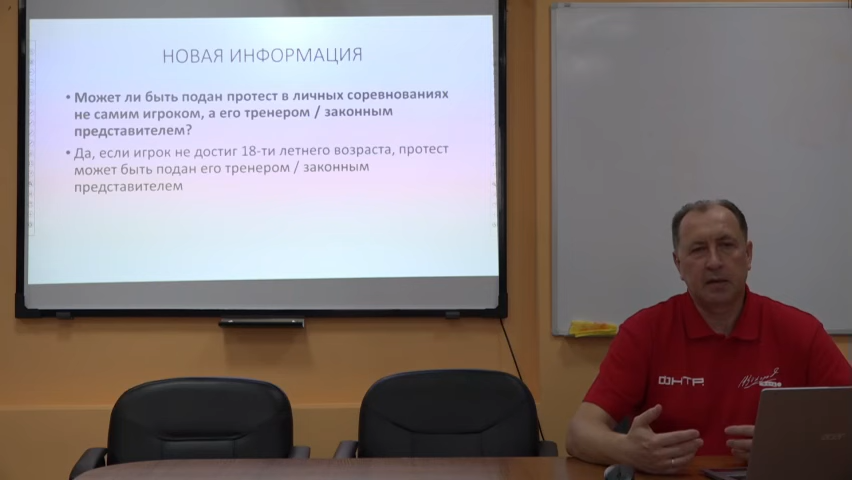 НОВАЯ ИНФОРМАЦИЯ
• Может ли быть подан протест в личных соревнованиях
не самим игроком, а его тренером / законным
представителем?
• Да, если игрок не достиг 18-ти летнего возраста, протест
может быть подан его тренером / законным
представителем
ФНТР
acer